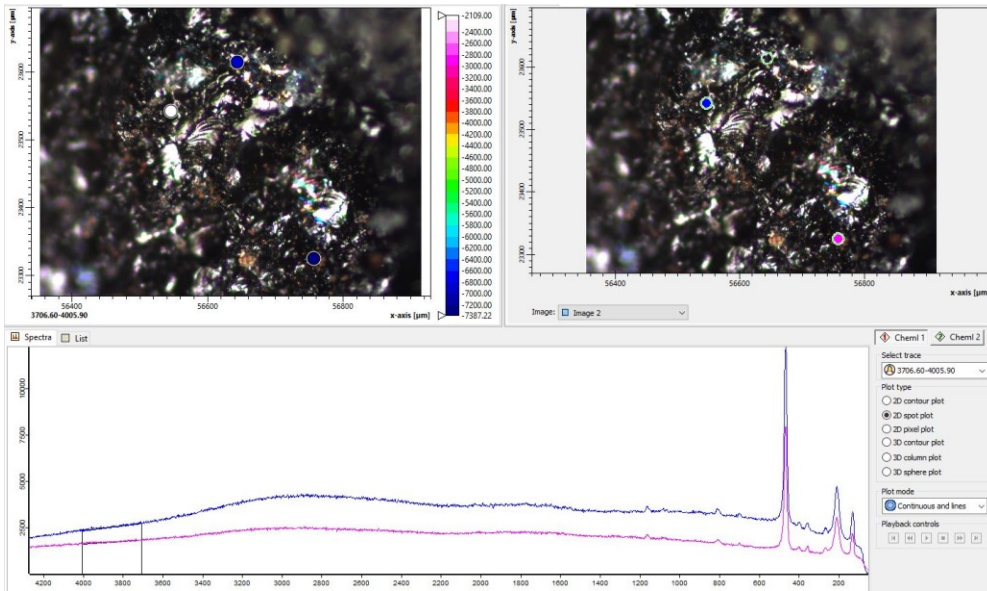 y-axis [µm]
23600
23500
23400
23300
56400
56600
56800
3706.60-4005.90
x-axis [µm]
-2109.00
-2400.00
-2600.00
-2800.00
-3000.00
-3200.00
-3400.00
-3600.00
-3800.00
-4000.00
-4200.00
-4400.00
-4600.00
-4800.00
-5000.00
-5200.00
-5400.00
-5600.00
-5800.00
-6000.00
-6200.00
-6400.00
-6600.00
-6800.00
-7000.00
-7200.00
-7387.22
y-axis [µm]
23600
23500
23400
23300
56400
56600
56800
x-axis [µm]
Image: Image 2
Spectra List
10000
7500
5000
2500
4200 4000 3800 3600 3400 3200 3000 2800 2600 2400 2200 2000 1800 1600 1400 1200 1000 800 600 400 200
1 ChemI 1 2 ChemI 2
Select trace
3706.60-4005.90
Plot type
2D contour plot
2D spot plot
2D pixel plot
3D contour plot
3D column plot
3D sphere plot
Plot mode
Continuous and lines
Playback controls